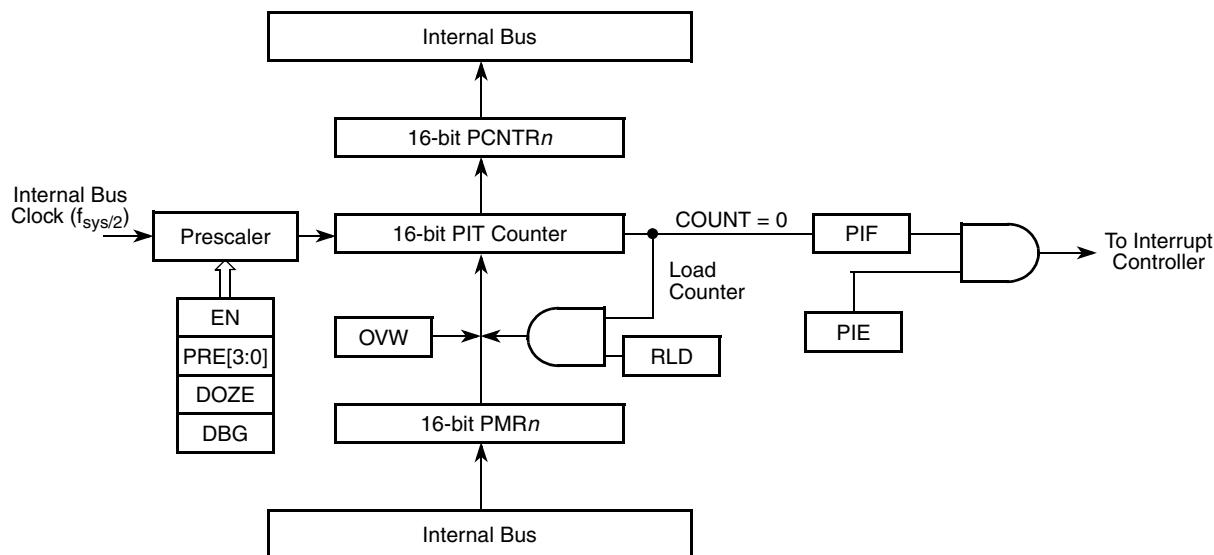 Internal Bus
16-bit PCNTRn
Internal Bus
Clock (fsys/2)
Prescaler
16-bit PIT Counter
COUNT = 0
PIF
To Interrupt
Controller
Load
Counter
EN
OVW
RLD
PIE
PRE[3:0]
DOZE
16-bit PMRn
DBG
Internal Bus